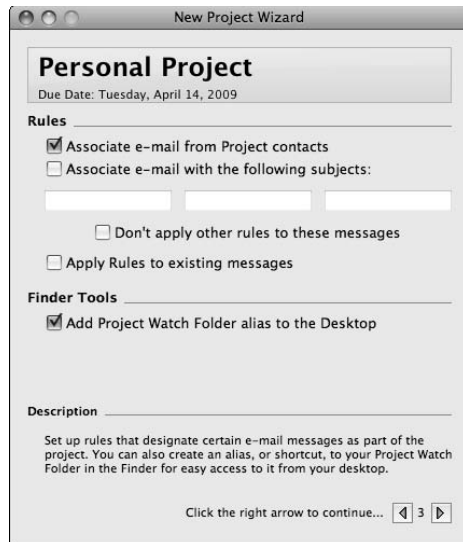 New Project Wizard
Personal Project
Due Date: Tuesday, April 14, 2009
Rules
Associate e-mail from Project contacts
Associate e-mail with the following subjects:
Don't apply other rules to these messages
Apply Rules to existing messages
Finder Tools
Add Project Watch Folder alias to the Desktop
Description
Set up rules that designate certain e-mail messages as part of the
project. You can also create an alias, or shortcut, to your Project Watch
Folder in the Finder for easy access to it from your desktop.
Click the right arrow to continue... 3